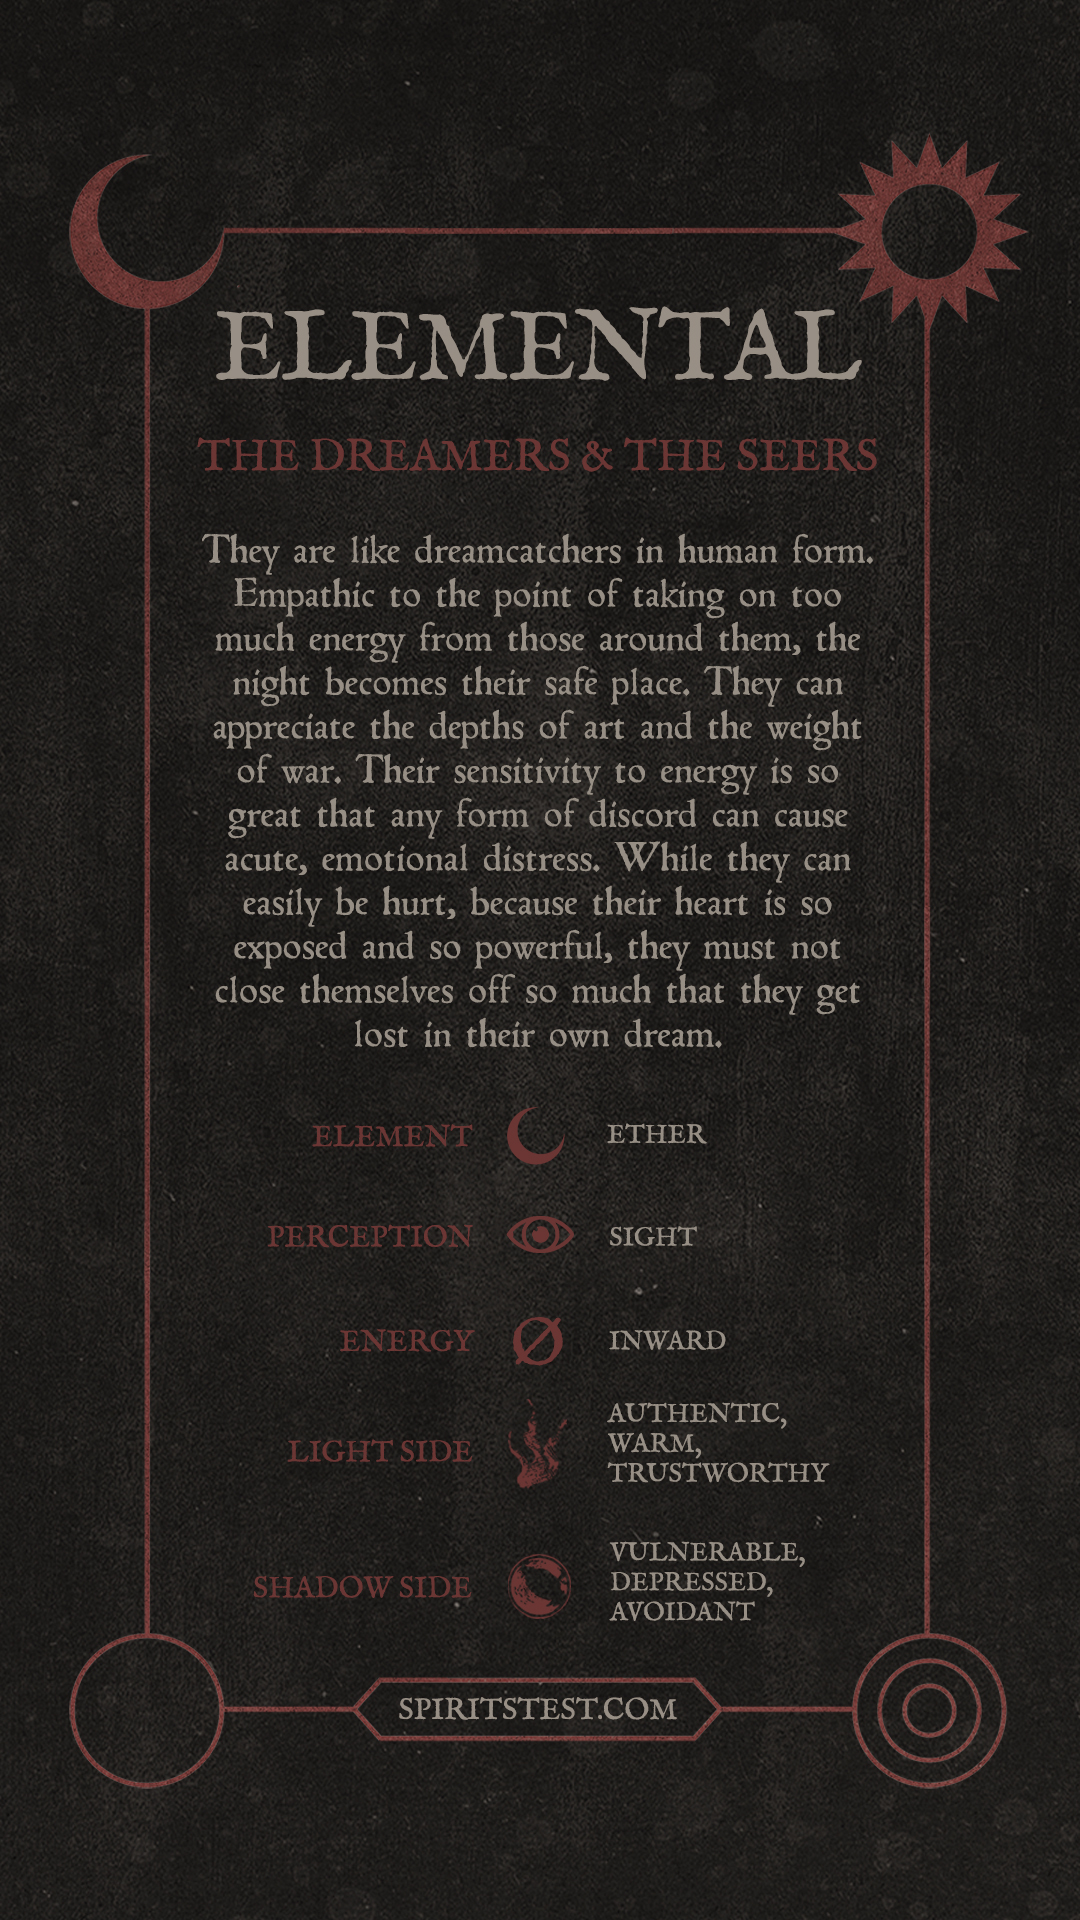 ELEMENTAL
THE DREAMERS & THE SEERS
They are like dreamcatchers in human form.
Empathic to the point of taking on too
much energy from those around them, the
night becomes their safe place. They can
appreciate the depths of art and the weight
of war. Their sensitivity to energy is so
great that any form of discord can cause
acute, emotional distress. While they can
easily be hurt, because their heart is so
exposed and so powerful, they must not
close themselves off so much that they get
lost in their own dream.
ELEMENT ETHER
PERCEPTION SIGHT
ENERGY INWARD
LIGHT SIDE
AUTHENTIC,
WARM,
TRUSTWORTHY
SHADOW SIDE
VULNERABLE,
DEPRESSED,
AVOIDANT
SPIRITSTEST.COM